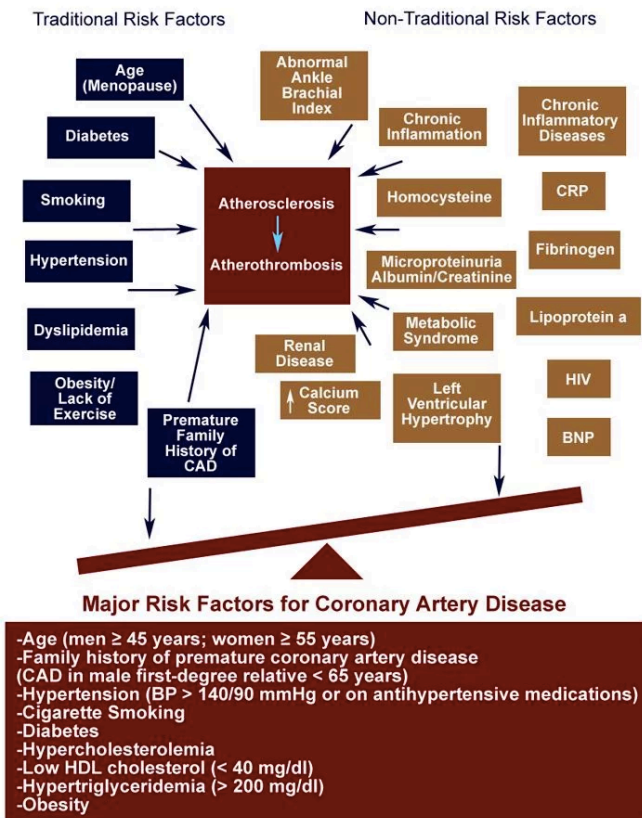 Traditional Risk Factors
Non-Traditional Risk Factors
Age
(Menopause)
Diabetes
Smoking
Hypertension
Dyslipidemia
Obesity/
Lack of
Exercise
Premature
Family
History of
CAD
Atherosclerosis
Atherothrombosis
Abnormal
Ankle
Brachial
Index
Chronic
Inflammation
Homocysteine
Microproteinuria
Albumin/Creatinine
Metabolic
Syndrome
Renal
Disease
Calcium
Score
Left
Ventricular
Hypertrophy
Chronic
Inflammatory
Diseases
CRP
Fibrinogen
Lipoprotein a
HIV
BNP
Major Risk Factors for Coronary Artery Disease
-Age (men ≥ 45 years; women ≥ 55 years)
-Family history of premature coronary artery disease
(CAD in male first-degree relative < 65 years)
-Hypertension (BP > 140/90 mmHg or on antihypertensive medications)
-Cigarette Smoking
-Diabetes
-Hypercholesterolemia
-Low HDL cholesterol (< 40 mg/dl)
-Hypertriglyceridemia (> 200 mg/dl)
-Obesity